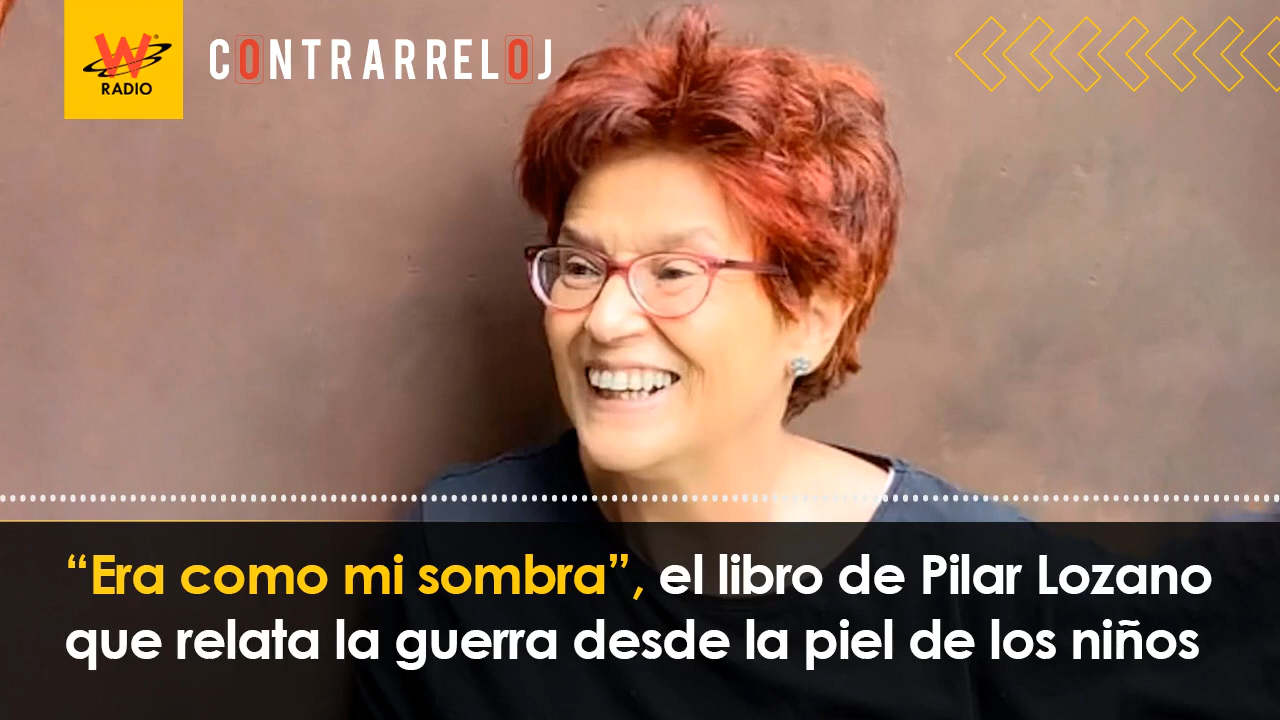 W
RADIO
CONTRARRELOJ
“Era como mi sombra”, el libro de Pilar Lozano
que relata la guerra desde la piel de los niños